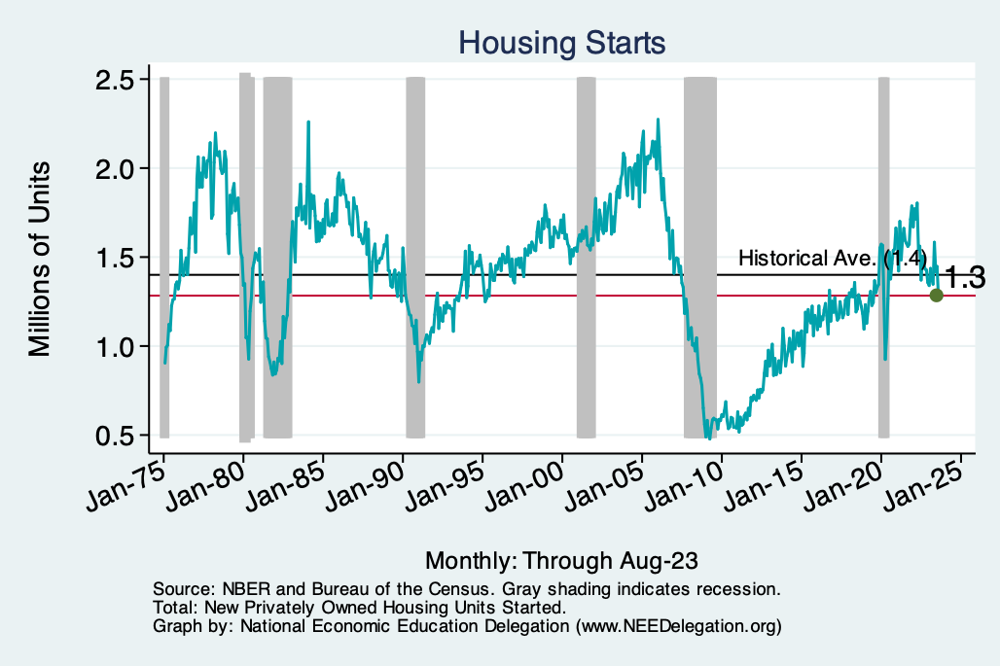 Housing Starts
Millions of Units
2.5
2.0
1.5
1.0
0.5
Historical Ave. (1.4)
1.3
Jan-75
Jan-80
Jan-85
Jan-90
Jan-95
Jan-00
Jan-05
Jan-10
Jan-15
Jan-20
Jan-25
Monthly: Through Aug-23
Source: NBER and Bureau of the Census. Gray shading indicates recession.
Total: New Privately Owned Housing Units Started.
Graph by: National Economic Education Delegation (www.NEEDelegation.org)